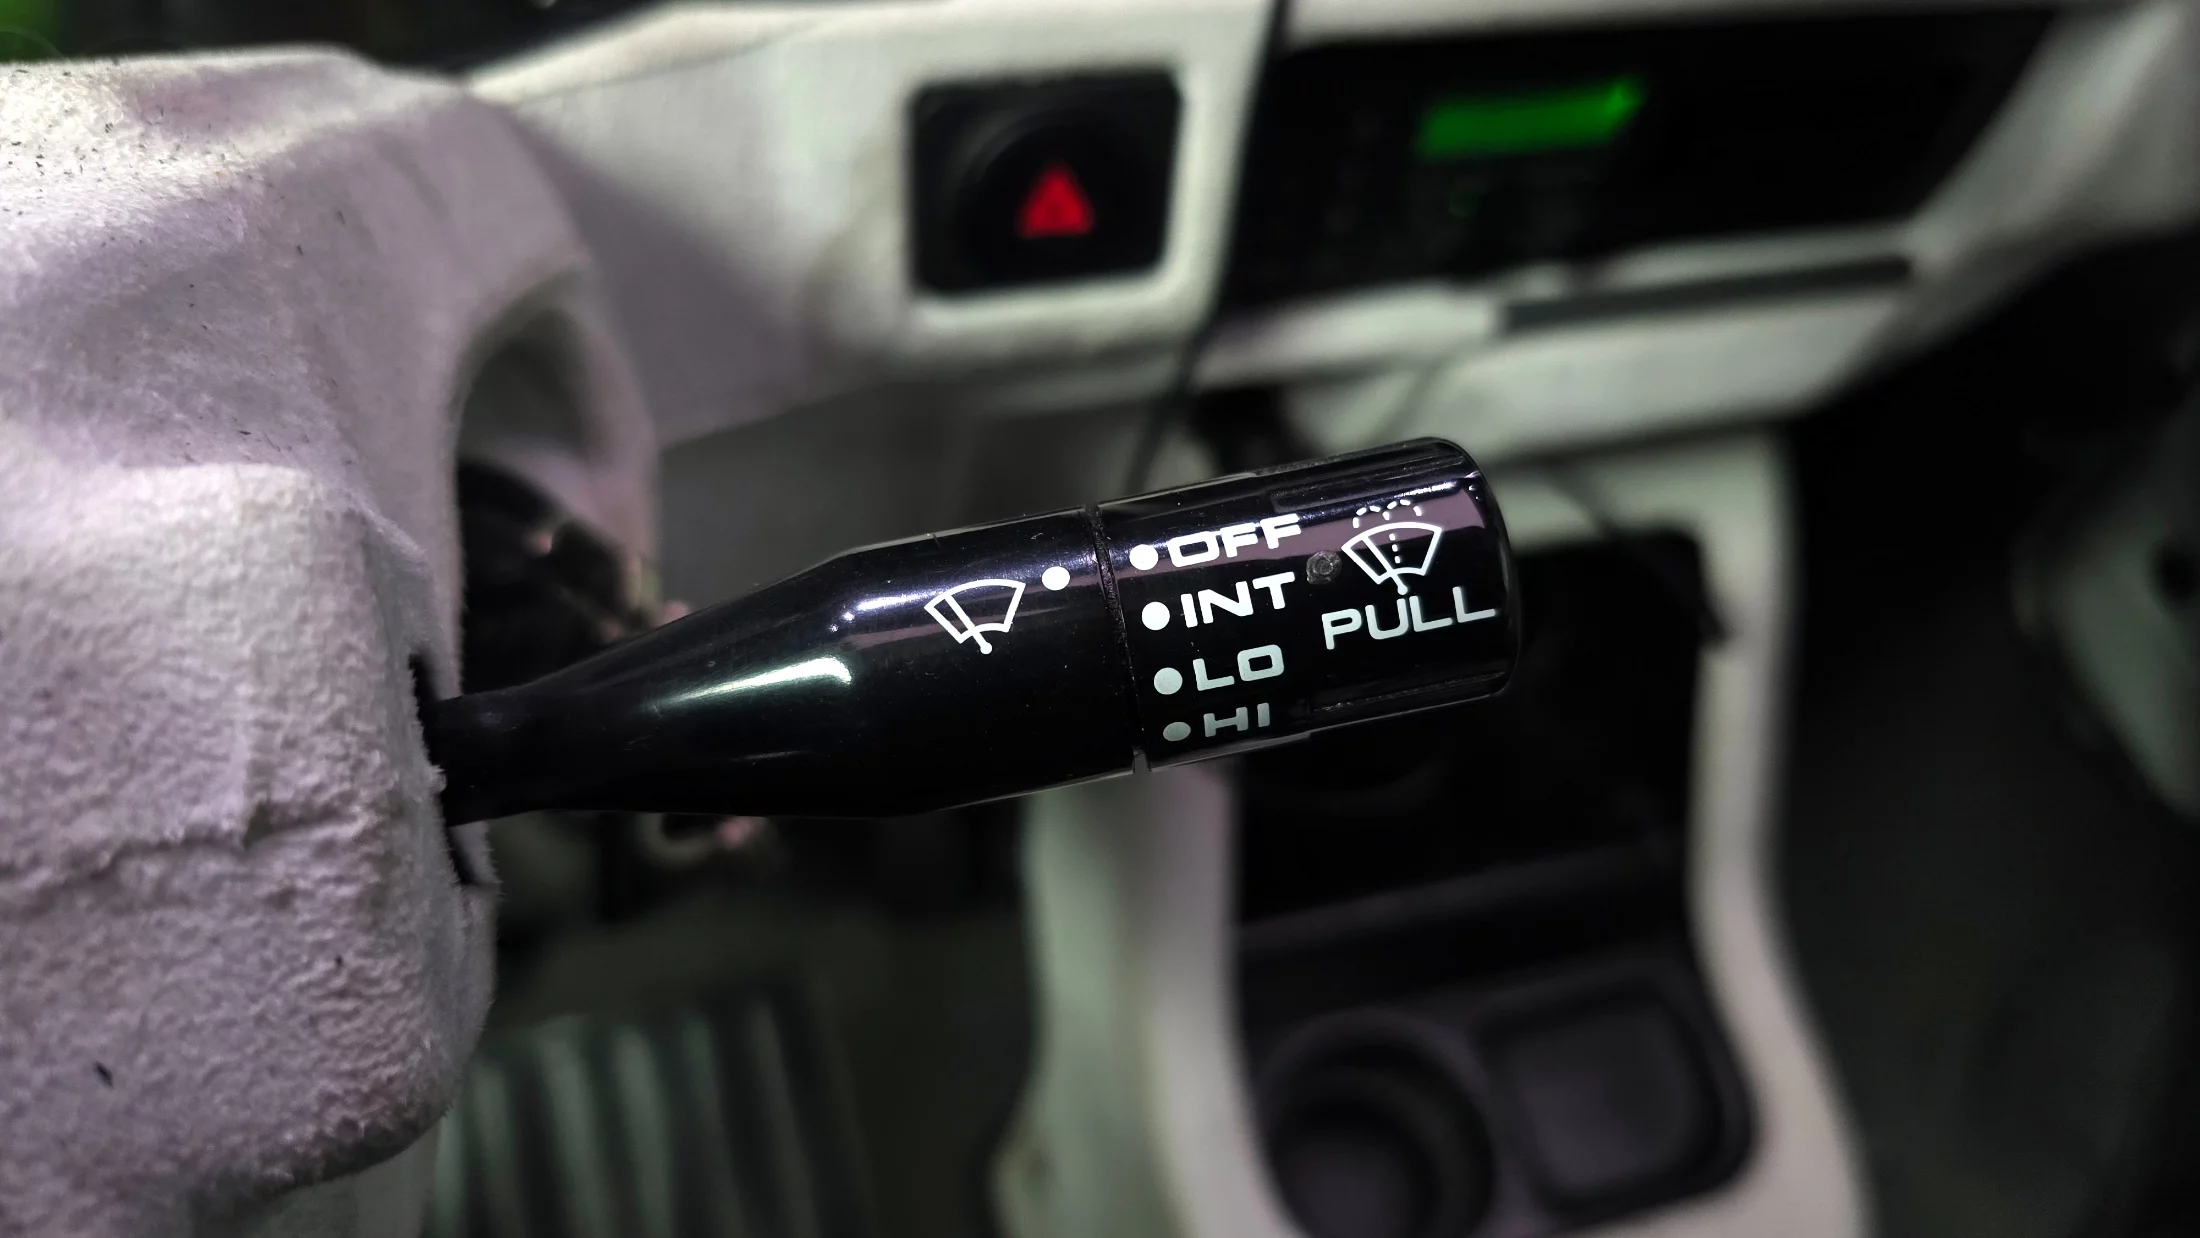 OFF
INT
LO
HI
PULL